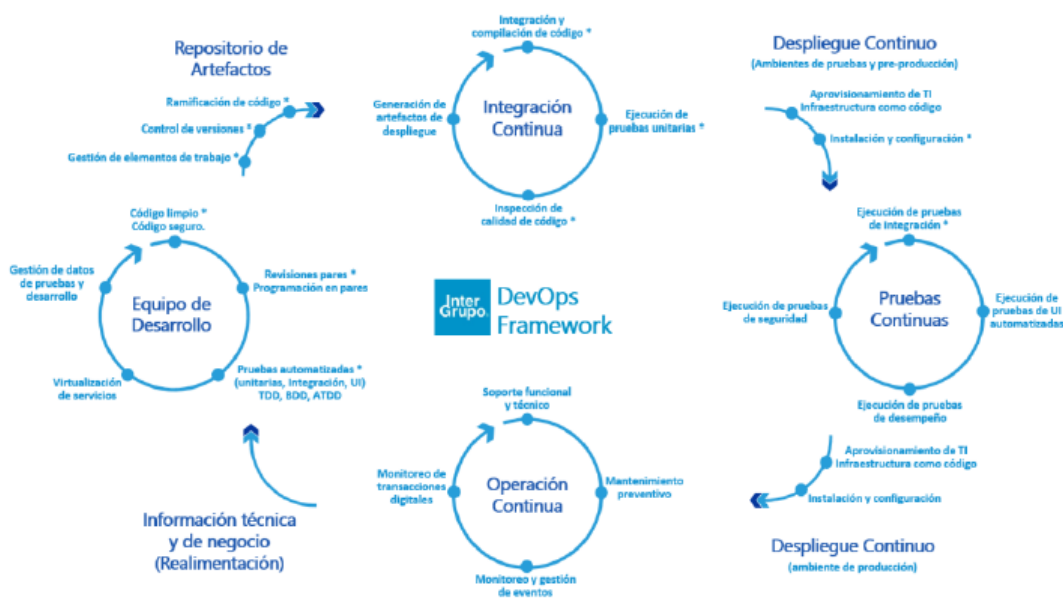 Repositorio de
Artefactos
Ramificación de código *
Control de versiones *
Gestión de elementos de trabajo *
Integración y
compilación de código *
Generación de
artefactos de
despliegue
Integración
Continua
Ejecución de
pruebas unitarias *
Inspección de
calidad de código *
Despliegue Continuo
(Ambientes de pruebas y pre-producción)
Aprovisionamiento de TI
Infraestructura como código
Instalación y configuración *
Código limpio *
Código seguro.
Gestión de datos
de pruebas y
desarrollo
Equipo de
Desarrollo
Revisiones pares *
Programación en pares
Virtualización
de servicios
Pruebas automatizadas *
(unitarias, Integración, UI)
TDD, BDD, ATDD
Inter
Grupo.
DevOps
Framework
Ejecución de pruebas
de integración *
Ejecución de pruebas
de seguridad
Pruebas
Continuas
Ejecución de
pruebas de UI
automatizadas
Ejecución de pruebas
de desempeño
Soporte funcional
y técnico
Monitoreo de
transacciones
digitales
Operación
Continua
Mantenimiento
preventivo
Monitoreo y gestión
de eventos
Aprovisionamiento de TI
Infraestructura como código
Instalación y configuración
Despliegue Continuo
(ambiente de producción)
Información técnica
y de negocio
(Realimentación)